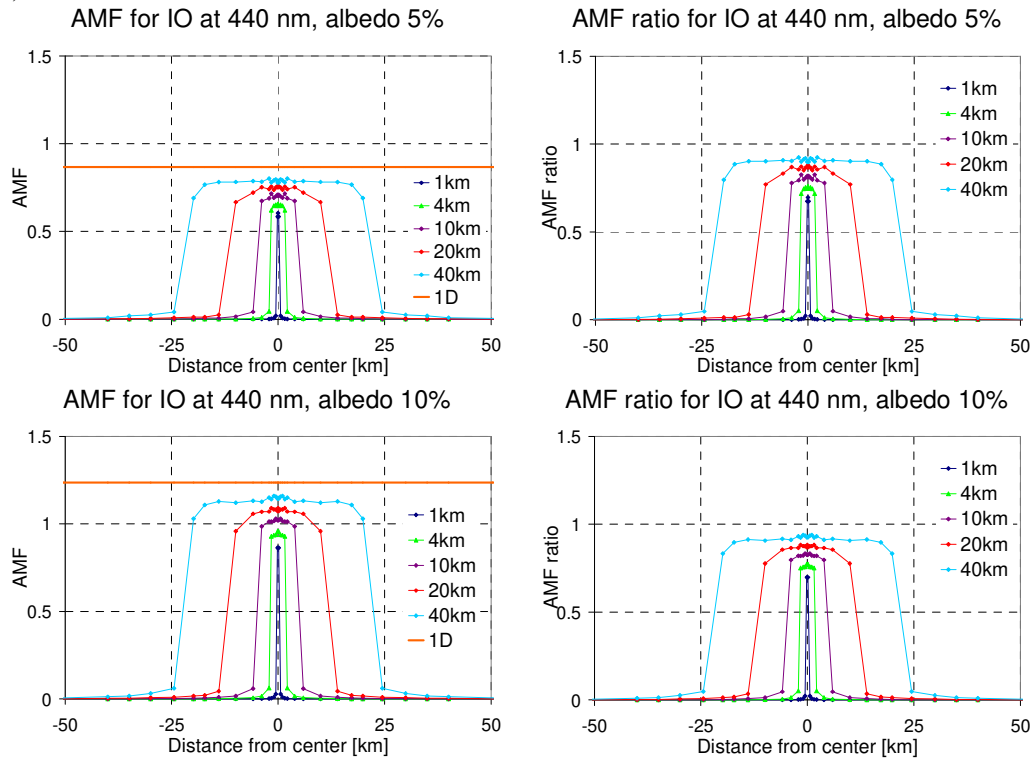 AMF for IO at 440 nm, albedo 5%
1.5
1
0.5
0
AMF
-50 -25 0 25 50
Distance from center [km]
1km
4km
10km
20km
40km
1D
AMF ratio for IO at 440 nm, albedo 5%
1.5
1
0.5
0
AMF ratio
-50 -25 0 25 50
Distance from center [km]
1km
4km
10km
20km
40km
AMF for IO at 440 nm, albedo 10%
1.5
1
0.5
0
AMF
-50 -25 0 25 50
Distance from center [km]
1km
4km
10km
20km
40km
1D
AMF ratio for IO at 440 nm, albedo 10%
1.5
1
0.5
0
AMF ratio
-50 -25 0 25 50
Distance from center [km]
1km
4km
10km
20km
40km